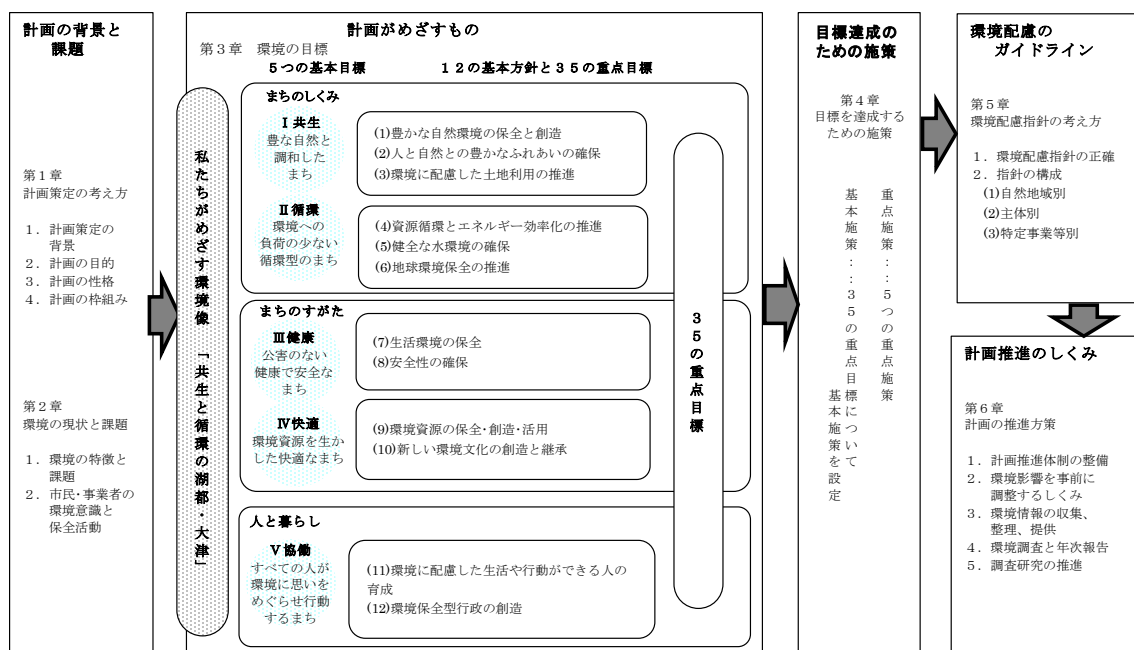 計画の背景と
課題
第１章
計画策定の考え方
１．計画策定の
背景
２．計画の目的
３．計画の性格
４．計画の枠組み
第２章
環境の現状と課題
１．環境の特徴と
課題
２．市民・事業者の
環境意識と
保全活動
計画がめざすもの
第３章　環境の目標
５つの基本目標
１２の基本方針と３５の重点目標
私たちがめざす環境像　「共生と循環の湖都・大津」
まちのしくみ
Ⅰ共生
豊な自然と
調和した
まち
(1)豊かな自然環境の保全と創造
(2)人と自然との豊かなふれあいの確保
(3)環境に配慮した土地利用の推進
Ⅱ循環
環境への
負荷の少ない
循環型のまち
(4)資源循環とエネルギー効率化の推進
(5)健全な水環境の確保
(6)地球環境保全の推進
まちのすがた
Ⅲ健康
公害のない
健康で安全な
まち
(7)生活環境の保全
(8)安全性の確保
Ⅳ快適
環境資源を生か
した快適なまち
(9)環境資源の保全・創造・活用
(10)新しい環境文化の創造と継承
人と暮らし
Ⅴ協働
すべての人が
環境に思いを
めぐらせ行動
するまち
(11)環境に配慮した生活や行動ができる人の
育成
(12)環境保全型行政の創造
３５の重点目標
目標達成の
ための施策
第４章
目標を達成する
ための施策
重点施策：‥５つの重点施策
基本施策：‥３５の重点目標について
基本施策を設定
環境配慮の
ガイドライン
第５章
環境配慮指針の考え方
１．環境配慮指針の正確
２．指針の構成
(1)自然地域別
(2)主体別
(3)特定事業等別
計画推進のしくみ
第６章
計画の推進方策
１．計画推進体制の整備
２．環境影響を事前に
調整するしくみ
３．環境情報の収集、
整理、提供
４．環境調査と年次報告
５．調査研究の推進